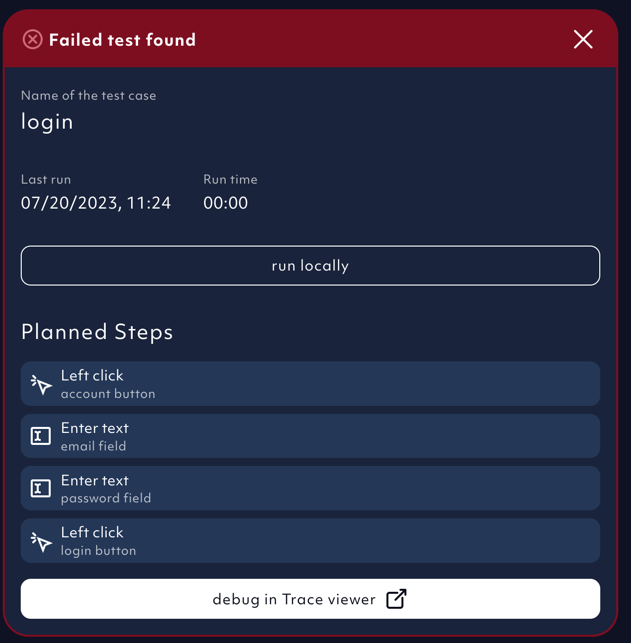 Failed test found
Name of the test case
login
Last run
Run time
07/20/2023, 11:24
00:00
run locally
Planned Steps
Left click
account button
Enter text
email field
Enter text
password field
Left click
login button
debug in Trace viewer